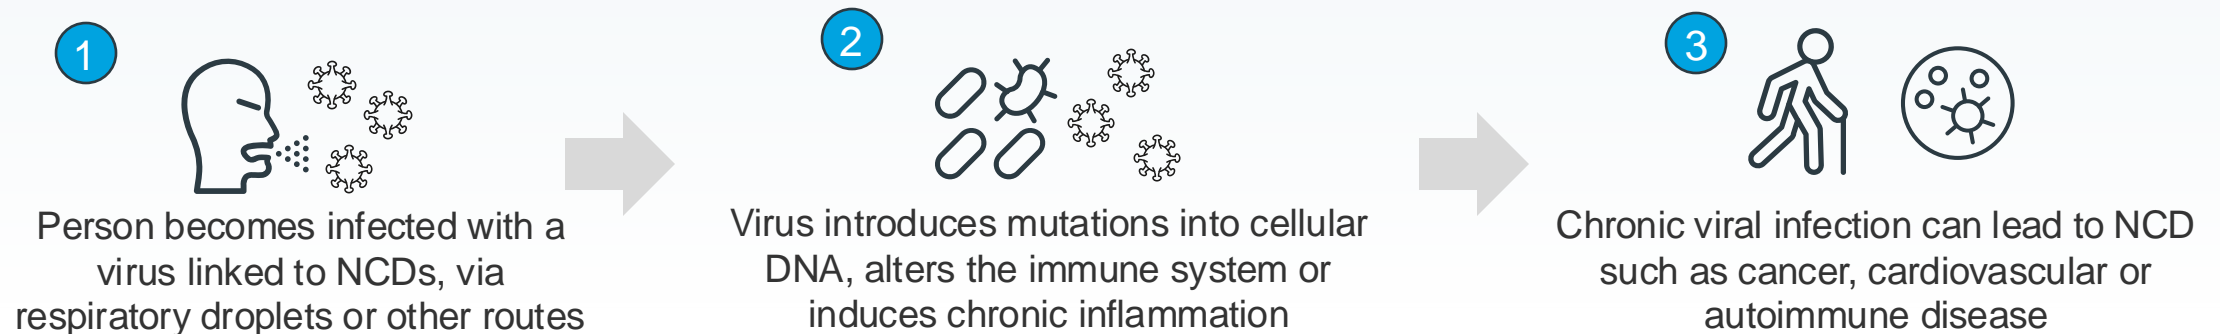 1
Person becomes infected with a
virus linked to NCDs, via
respiratory droplets or other routes
2
Virus introduces mutations into cellular
DNA, alters the immune system or
induces chronic inflammation
3
Chronic viral infection can lead to NCD
such as cancer, cardiovascular or
autoimmune disease